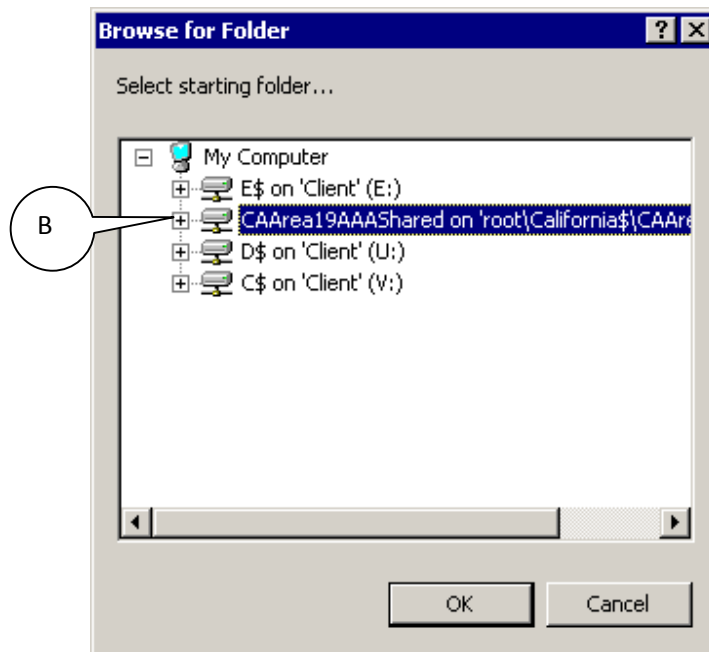 Browse for Folder
Select starting folder...
My Computer
E$ on 'Client' (E:)
B
CAArea19AAAShared on 'root\California$\CAAre
D$ on 'Client' (U:)
C$ on 'Client' (V:)
OK Cancel